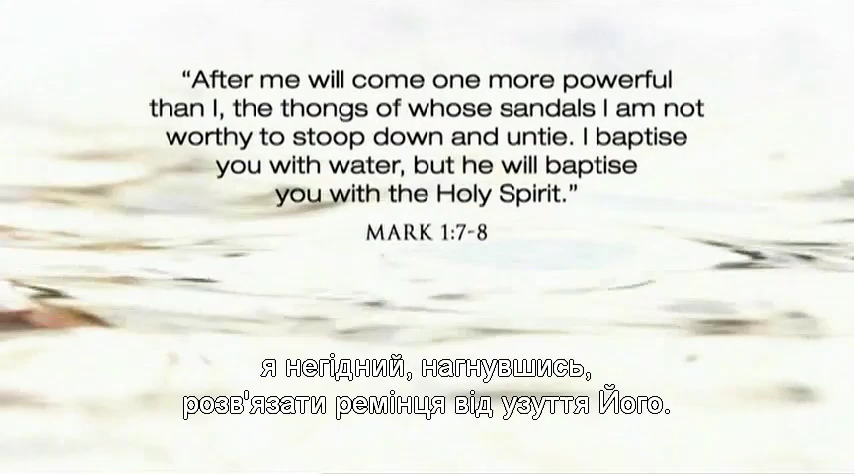 “After me will come one more powerful
than I, the thongs of whose sandals I am not
worthy to stoop down and untie. I baptise
you with water, but he will baptise
you with the Holy Spirit.”
MARK 1:7-8
я негідний, нагнувшись,
розв'язати ремінця від узуття Його.